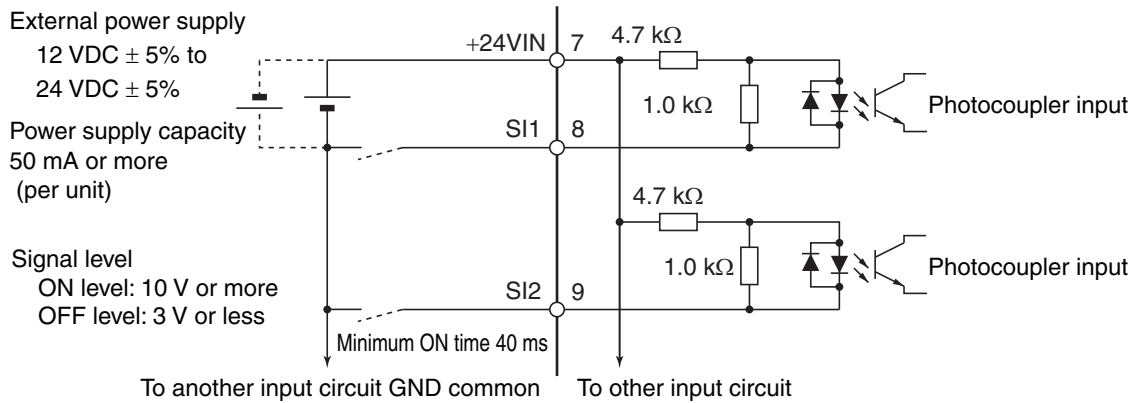 External power supply
12 VDC ± 5% to
24 VDC ± 5%
Power supply capacity
50 mA or more
(per unit)
Signal level
ON level: 10 V or more
OFF level: 3 V or less
+24VIN
7
4.7 kΩ
1.0 kΩ
Photocoupler input
SI1
8
4.7 kΩ
1.0 kΩ
Photocoupler input
SI2
9
Minimum ON time 40 ms
To another input circuit GND common
To other input circuit